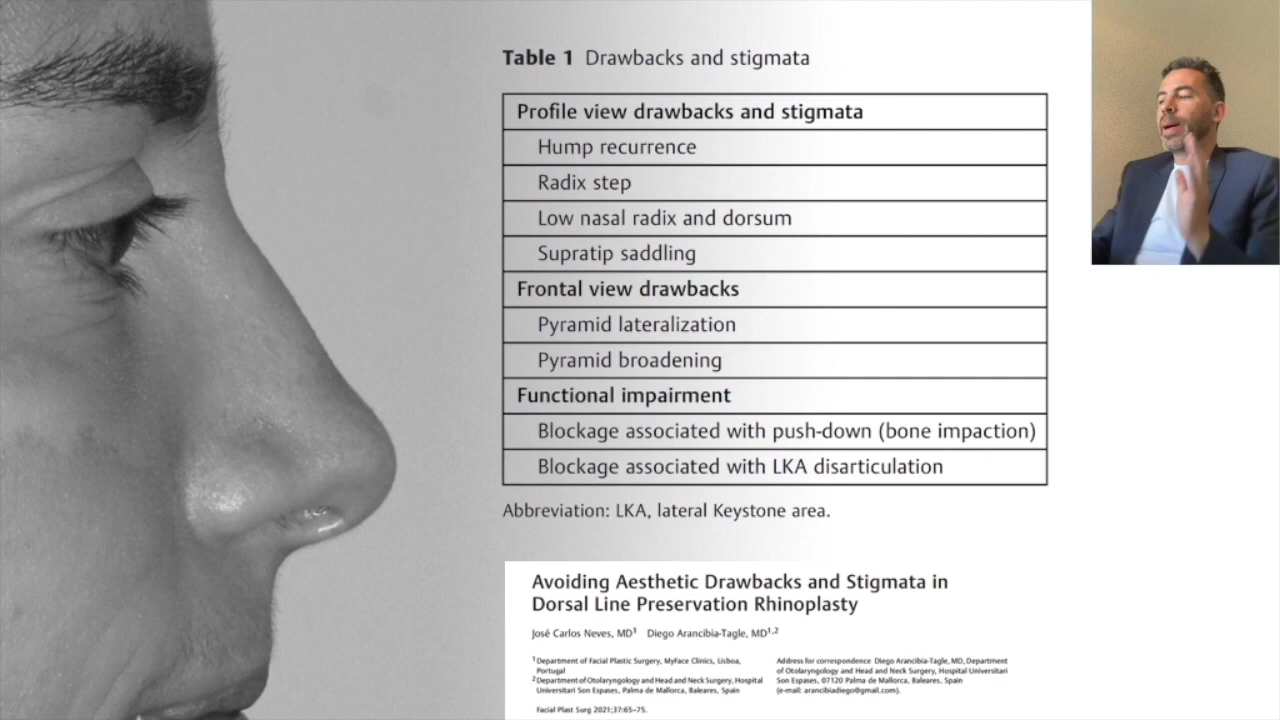 Table 1 Drawbacks and stigmata
Profile view drawbacks and stigmata
Hump recurrence
Radix step
Low nasal radix and dorsum
Supratip saddling
Frontal view drawbacks
Pyramid lateralization
Pyramid broadening
Functional impairment
Blockage associated with push-down (bone impaction)
Blockage associated with LKA disarticulation
Abbreviation: LKA, lateral Keystone area.
Avoiding Aesthetic Drawbacks and Stigmata in
Dorsal Line Preservation Rhinoplasty
José Carlos Neves, MD1 Diego Arancibia-Tagle, MD1,2
1 Department of Facial Plastic Surgery, MyFace Clinics, Lisboa,
Portugal
2 Department of Otolaryngology and Head and Neck Surgery, Hospital
Universitari Son Espases, Palma de Mallorca, Baleares, Spain
Address for correspondence Diego Arancibia-Tagle, MD, Department
of Otolaryngology and Head and Neck Surgery, Hospital Universitari
Son Espases, 07120 Palma de Mallorca, Baleares, Spain
(e-mail: arancibiadiego@gmail.com).
Facial Plast Surg 2021;37:65–75.